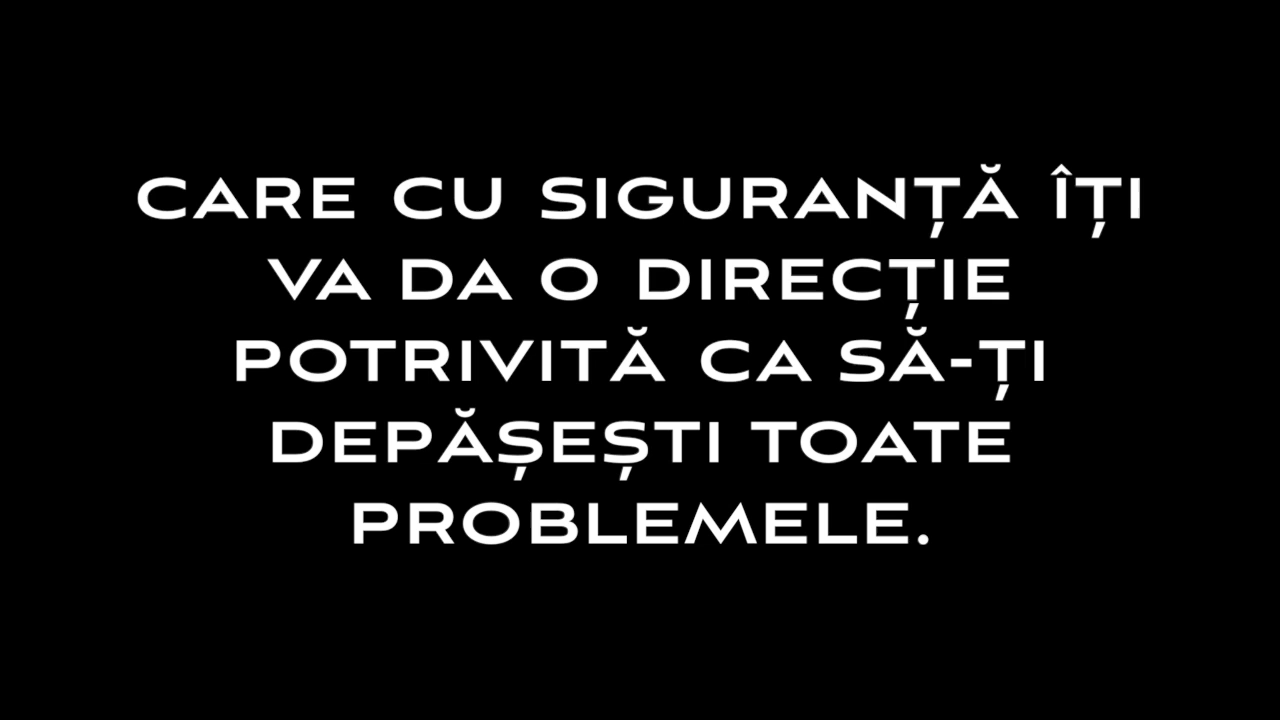 CARE CU SIGURANȚĂ ÎȚI
VA DA O DIRECȚIE
POTRIVITĂ CA SĂ-ȚI
DEPĂȘEȘTI TOATE
PROBLEMELE.